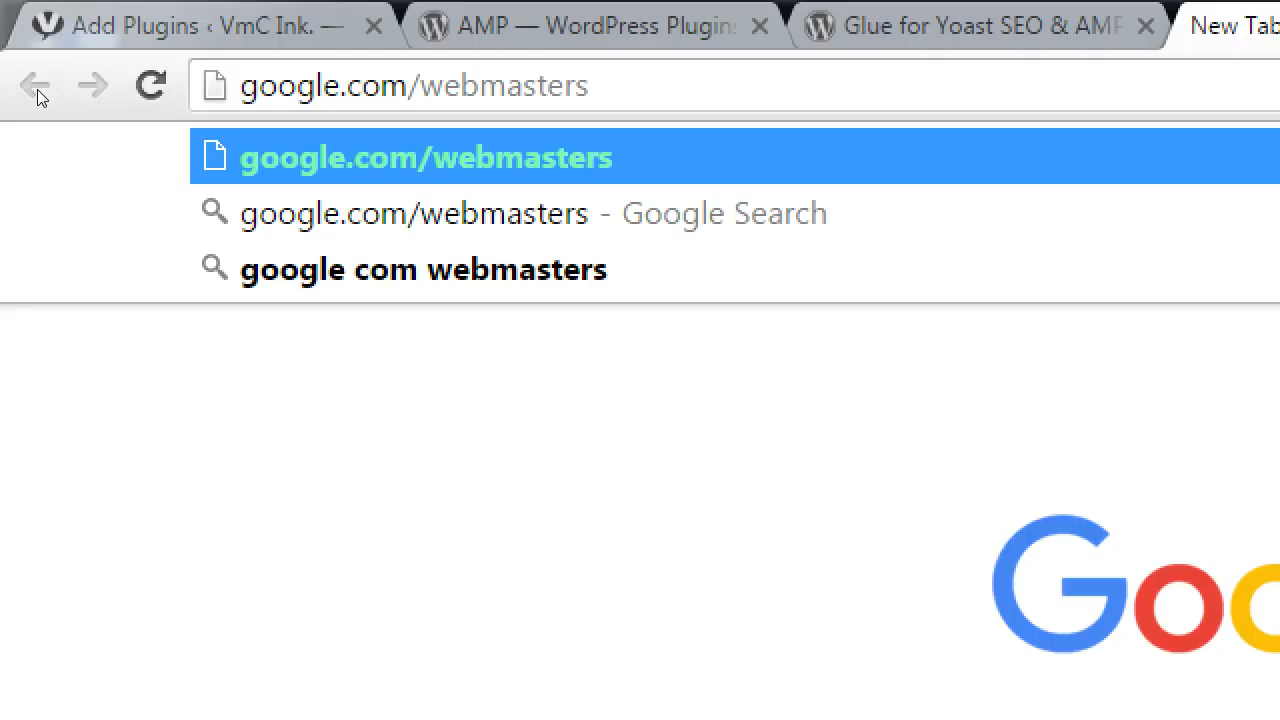 Add Plugins ‹ VmC Ink. — AMP — WordPress Plugins Glue for Yoast SEO & AMP New Tab
google.com/webmasters
google.com/webmasters
google.com/webmasters - Google Search
google com webmasters
Goo